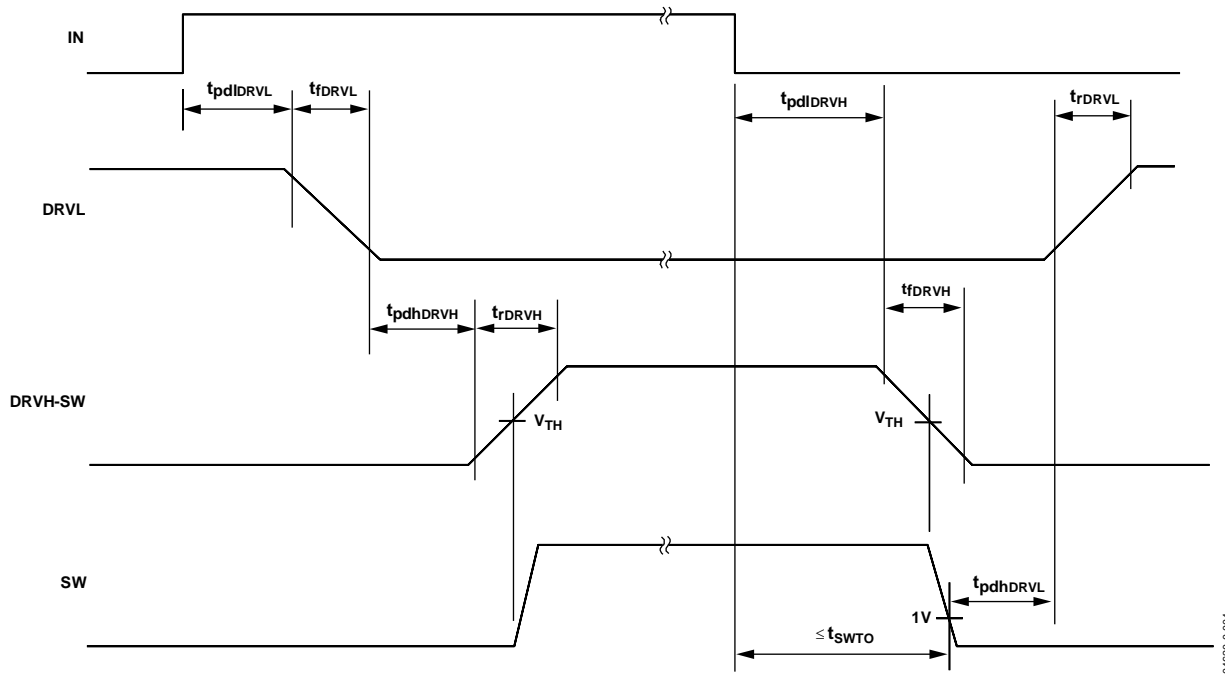 IN
tpdlDRVL
tfDRVL
tpdlDRVH
trDRVL
DRVL
tfDRVH
tpdhDRVH
trDRVH
DRVH-SW
VTH
VTH
SW
tpdhDRVL
1V
≤ tSWTO